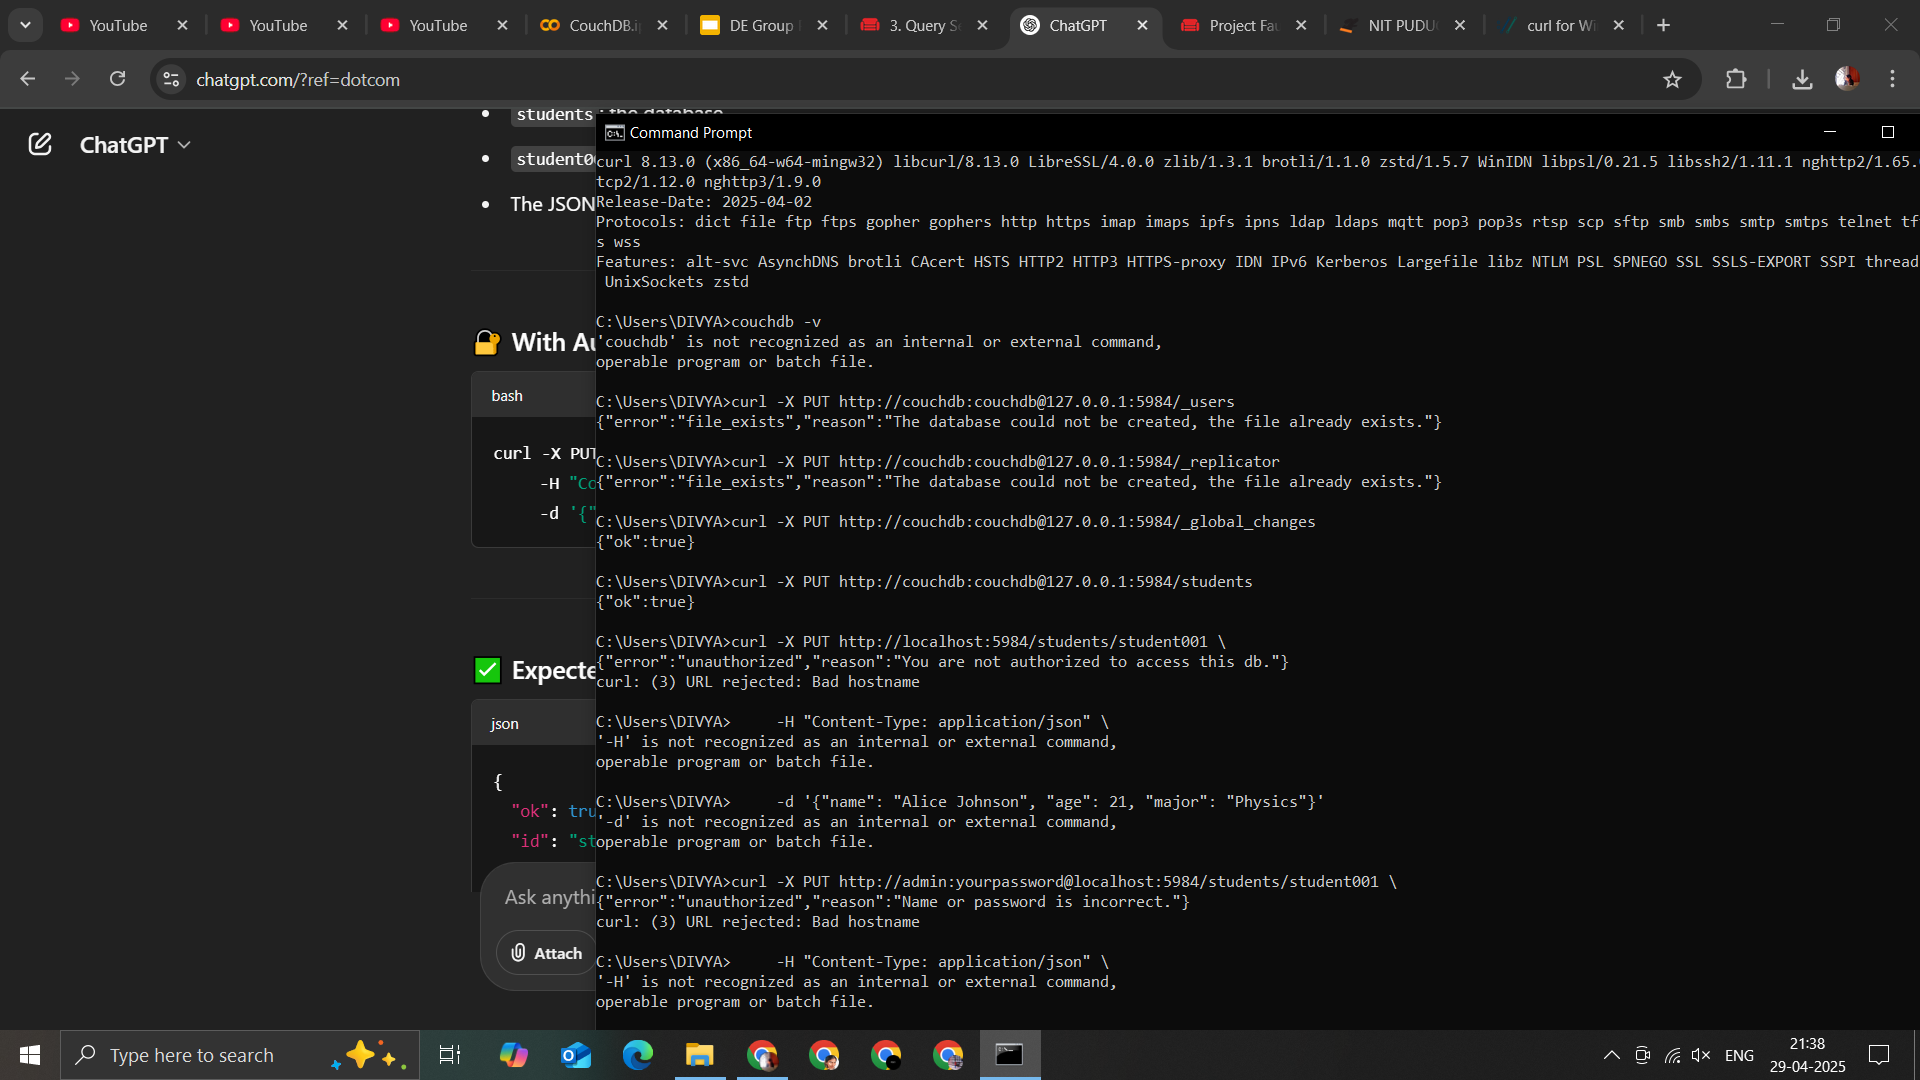 YouTube
YouTube
YouTube
CouchDB.i
DE Group
3. Query S
ChatGPT
Project Fa
NIT PUDU
curl for Wi
chatgpt.com/?ref=dotcom
ChatGPT
students: the database
student0
The JSON
With Au
bash
curl -X PUT
-H "Co
-d '{"
Expecte
json
{
"ok": tru
"id": "st
Ask anythi
Attach
Command Prompt
curl 8.13.0 (x86_64-w64-mingw32) libcurl/8.13.0 LibreSSL/4.0.0 zlib/1.3.1 brotli/1.1.0 zstd/1.5.7 WinIDN libpsl/0.21.5 libssh2/1.11.1 nghttp2/1.65.
tcp2/1.12.0 nghttp3/1.9.0
Release-Date: 2025-04-02
Protocols: dict file ftp ftps gopher gophers http https imap imaps ipfs ipns ldap ldaps mqtt pop3 pop3s rtsp scp sftp smb smbs smtp smtps telnet tf
s wss
Features: alt-svc AsynchDNS brotli CAcert HSTS HTTP2 HTTP3 HTTPS-proxy IDN IPv6 Kerberos Largefile libz NTLM PSL SPNEGO SSL SSLS-EXPORT SSPI thread
UnixSockets zstd
C:\Users\DIVYA>couchdb -v
'couchdb' is not recognized as an internal or external command,
operable program or batch file.
C:\Users\DIVYA>curl -X PUT http://couchdb:couchdb@127.0.0.1:5984/_users
{"error":"file_exists","reason":"The database could not be created, the file already exists."}
C:\Users\DIVYA>curl -X PUT http://couchdb:couchdb@127.0.0.1:5984/_replicator
{"error":"file_exists","reason":"The database could not be created, the file already exists."}
C:\Users\DIVYA>curl -X PUT http://couchdb:couchdb@127.0.0.1:5984/_global_changes
{"ok":true}
C:\Users\DIVYA>curl -X PUT http://couchdb:couchdb@127.0.0.1:5984/students
{"ok":true}
C:\Users\DIVYA>curl -X PUT http://localhost:5984/students/student001 \
{"error":"unauthorized","reason":"You are not authorized to access this db."}
curl: (3) URL rejected: Bad hostname
C:\Users\DIVYA>     -H "Content-Type: application/json" \
'-H' is not recognized as an internal or external command,
operable program or batch file.
C:\Users\DIVYA>     -d '{"name": "Alice Johnson", "age": 21, "major": "Physics"}'
'-d' is not recognized as an internal or external command,
operable program or batch file.
C:\Users\DIVYA>curl -X PUT http://admin:yourpassword@localhost:5984/students/student001 \
{"error":"unauthorized","reason":"Name or password is incorrect."}
curl: (3) URL rejected: Bad hostname
C:\Users\DIVYA>     -H "Content-Type: application/json" \
'-H' is not recognized as an internal or external command,
operable program or batch file.
Type here to search
ENG
21:38
29-04-2025